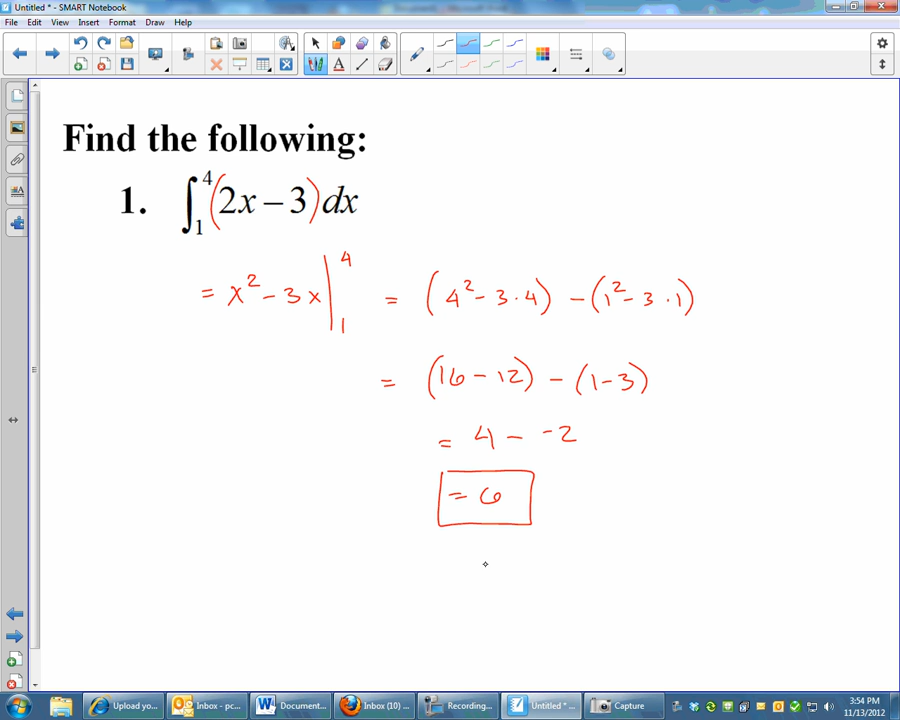 Untitled * - SMART Notebook
File Edit View Insert Format Draw Help
Find the following:
1. ∫₁⁴(2x − 3)dx
= x² − 3x |₁⁴ = (4² − 3 · 4) − (1² − 3 · 1)
= (16 − 12) − (1 − 3)
= 4 − -2
= 6
Upload yo... Inbox - pc... Document... Inbox (10) ... Recording... Untitled * ... Capture
3:54 PM
11/13/2012